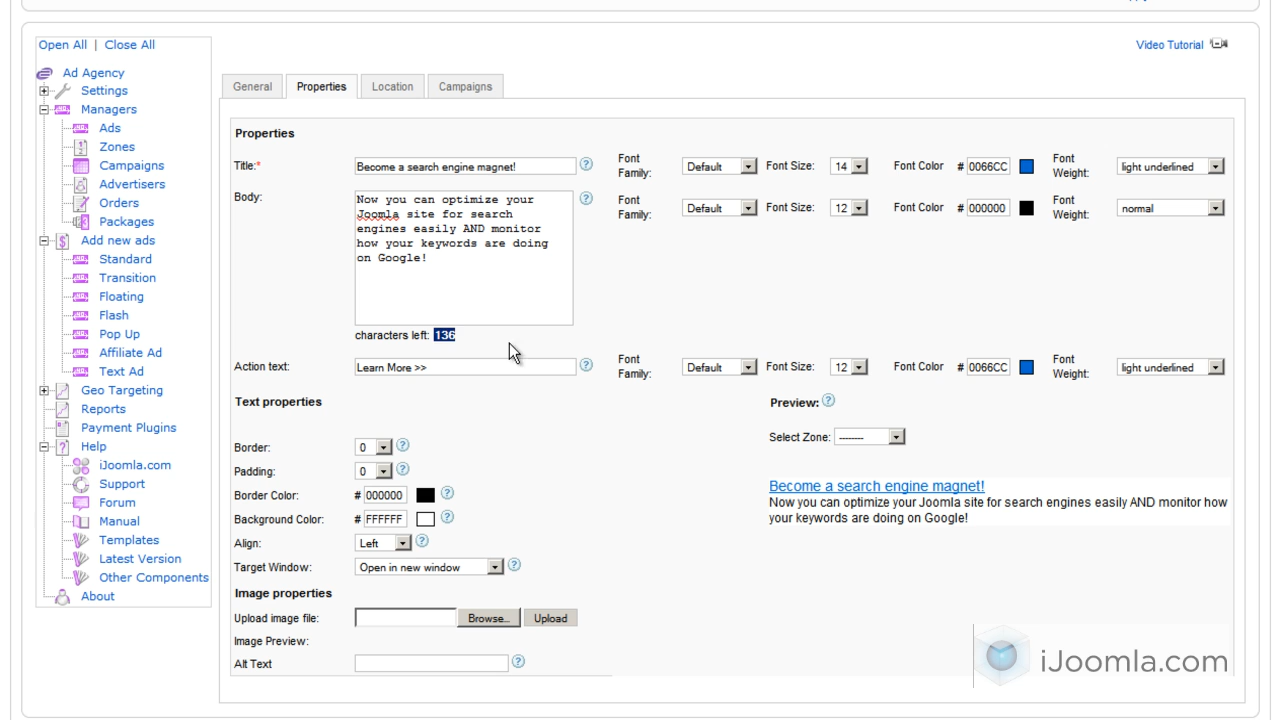 Open All | Close All
Video Tutorial
Ad Agency
Settings
Managers
Ads
Zones
Campaigns
Advertisers
Orders
Packages
Add new ads
Standard
Transition
Floating
Flash
Pop Up
Affiliate Ad
Text Ad
Geo Targeting
Reports
Payment Plugins
Help
iJoomla.com
Support
Forum
Manual
Templates
Latest Version
Other Components
About
General Properties Location Campaigns
Properties
Title:* Become a search engine magnet! Font Family: Default Font Size: 14 Font Color # 0066CC Font Weight: light underlined
Body: Font Family: Default Font Size: 12 Font Color # 000000 Font Weight: normal
Now you can optimize your
Joomla site for search
engines easily AND monitor
how your keywords are doing
on Google!
characters left: 136
Action text: Learn More >> Font Family: Default Font Size: 12 Font Color # 0066CC Font Weight: light underlined
Text properties
Border: 0
Padding: 0
Border Color: # 000000
Background Color: # FFFFFF
Align: Left
Target Window: Open in new window
Image properties
Upload image file: Browse... Upload
Image Preview:
Alt Text
Preview:
Select Zone: --------
Become a search engine magnet!
Now you can optimize your Joomla site for search engines easily AND monitor how
your keywords are doing on Google!
iJoomla.com